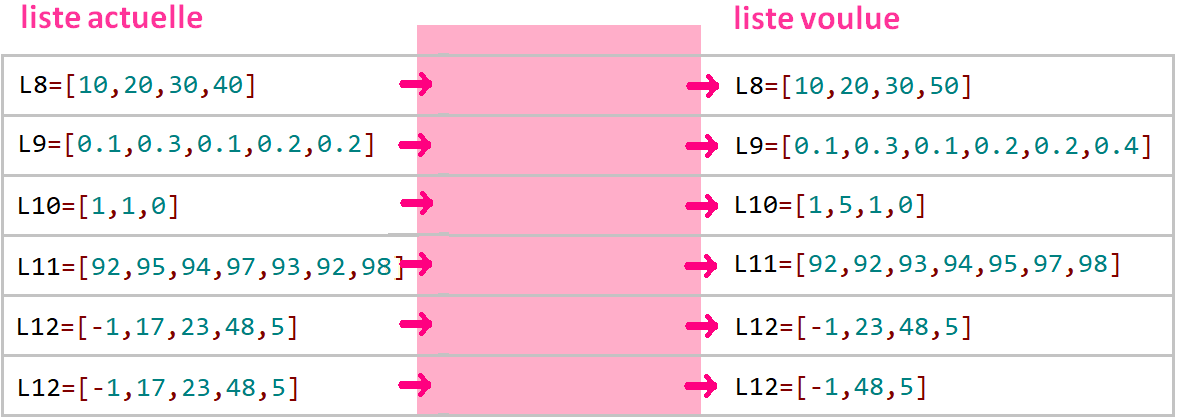 liste actuelle liste voulue
L8=[10,20,30,40] L8=[10,20,30,50]
L9=[0.1,0.3,0.1,0.2,0.2] L9=[0.1,0.3,0.1,0.2,0.2,0.4]
L10=[1,1,0] L10=[1,5,1,0]
L11=[92,95,94,97,93,92,98] L11=[92,92,93,94,95,97,98]
L12=[-1,17,23,48,5] L12=[-1,23,48,5]
L12=[-1,17,23,48,5] L12=[-1,48,5]